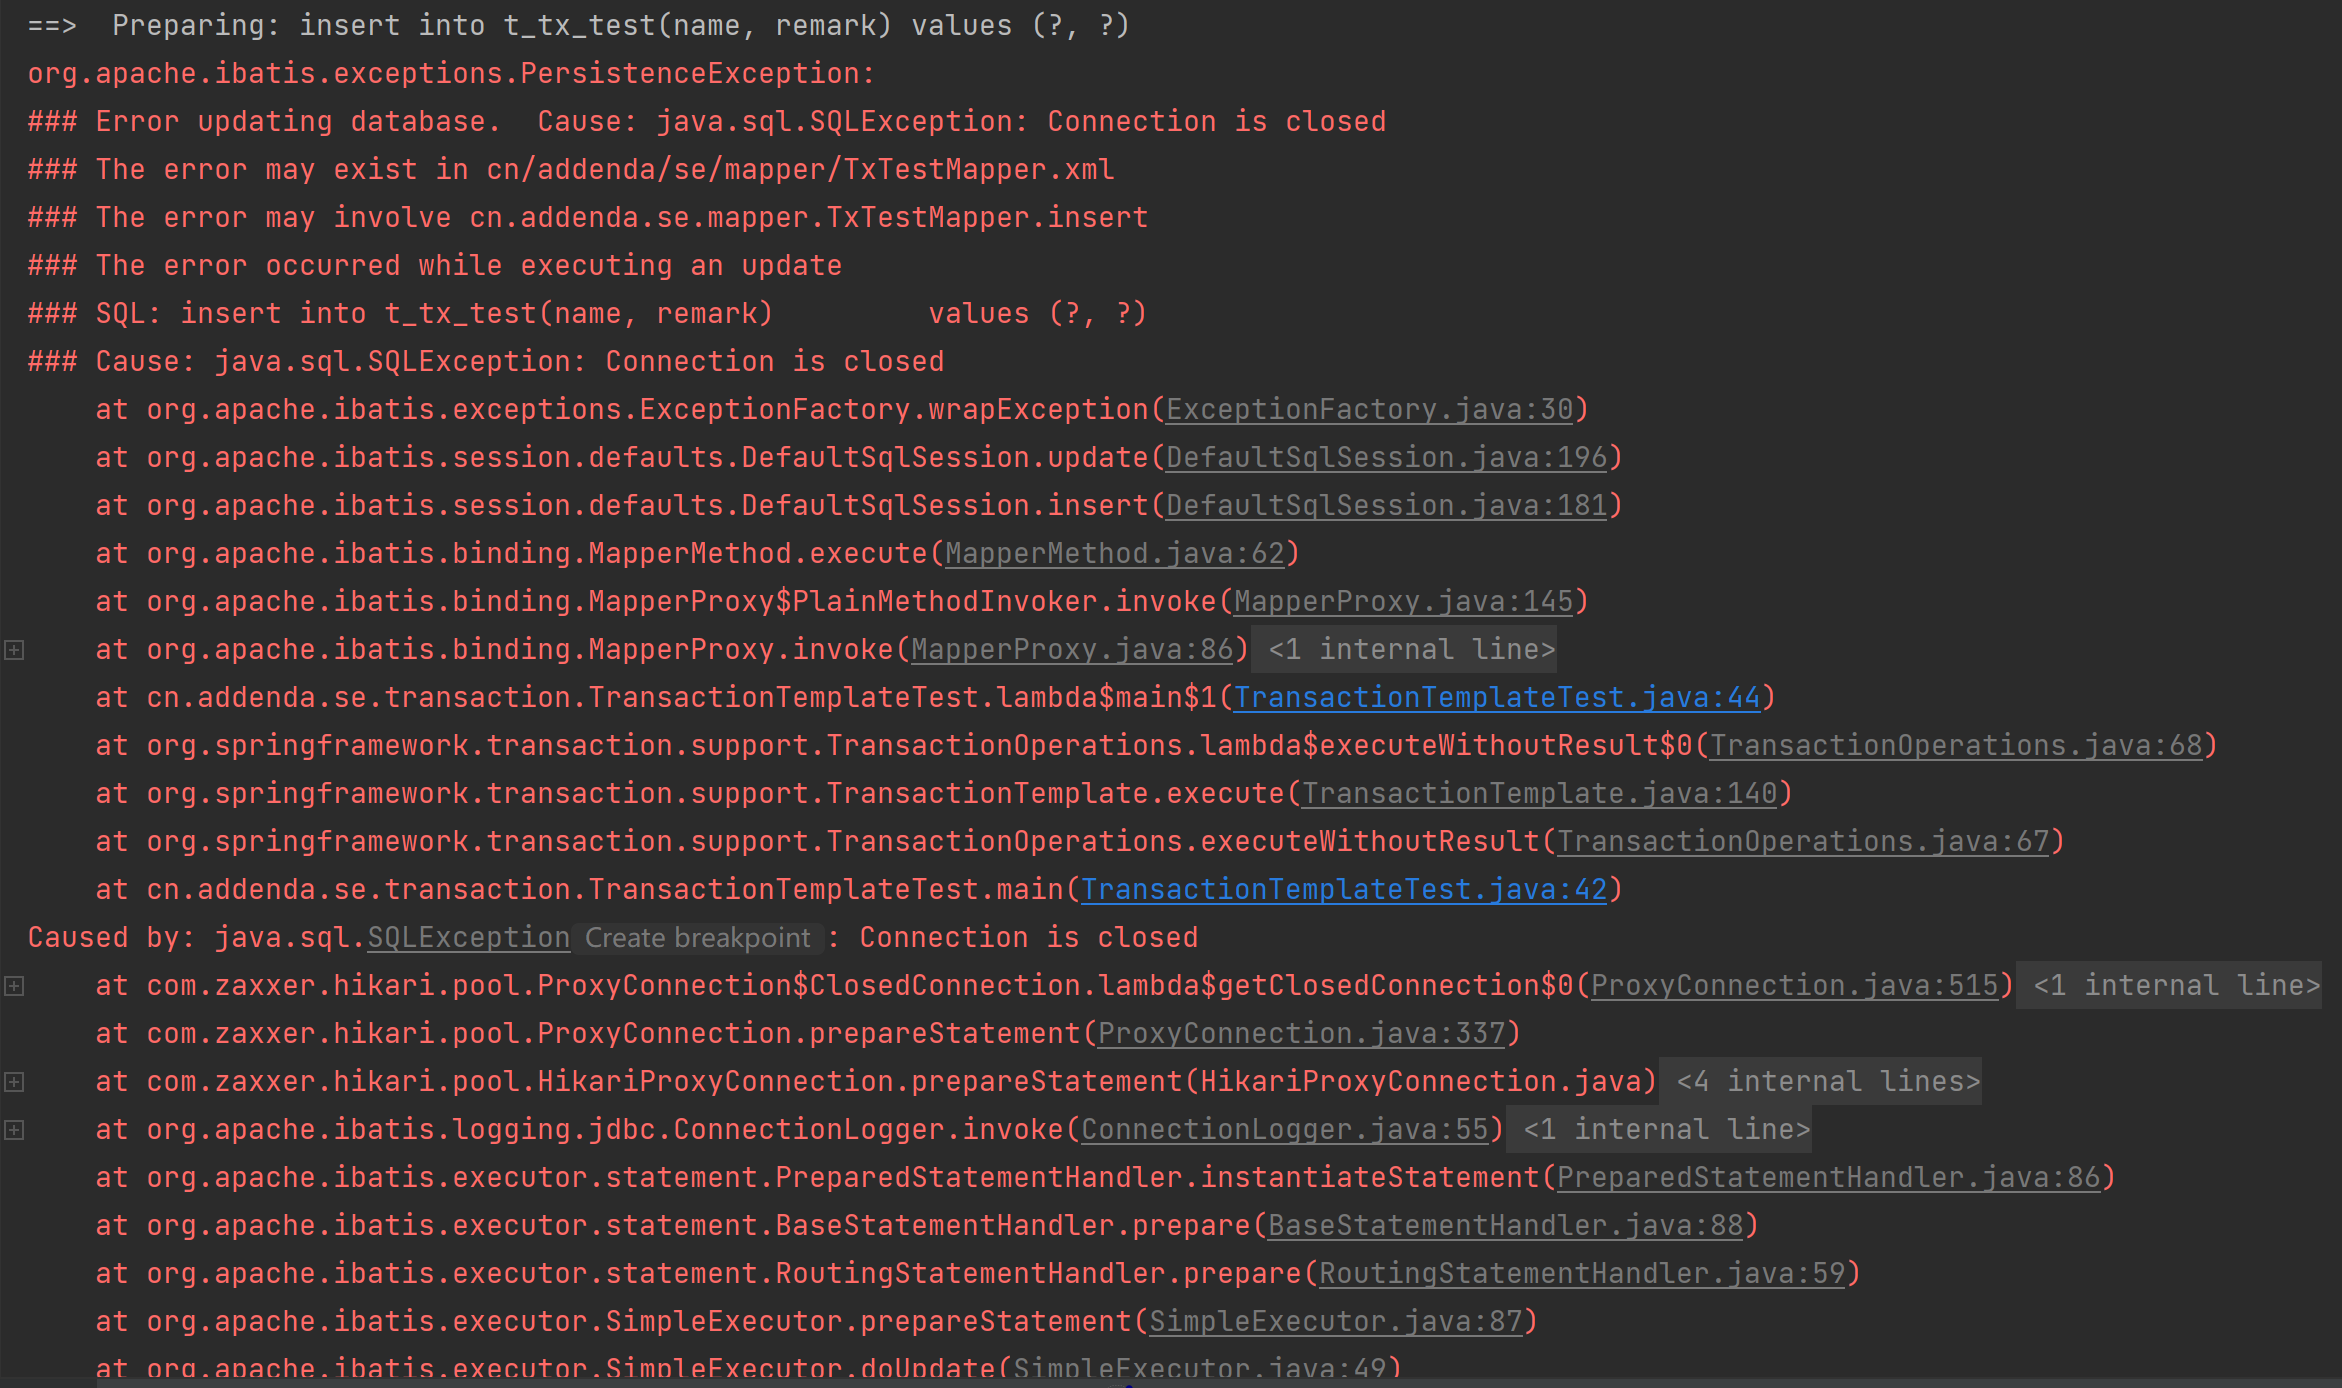 ==>  Preparing: insert into t_tx_test(name, remark) values (?, ?)
org.apache.ibatis.exceptions.PersistenceException:
### Error updating database.  Cause: java.sql.SQLException: Connection is closed
### The error may exist in cn/addenda/se/mapper/TxTestMapper.xml
### The error may involve cn.addenda.se.mapper.TxTestMapper.insert
### The error occurred while executing an update
### SQL: insert into t_tx_test(name, remark)         values (?, ?)
### Cause: java.sql.SQLException: Connection is closed
at org.apache.ibatis.exceptions.ExceptionFactory.wrapException(ExceptionFactory.java:30)
at org.apache.ibatis.session.defaults.DefaultSqlSession.update(DefaultSqlSession.java:196)
at org.apache.ibatis.session.defaults.DefaultSqlSession.insert(DefaultSqlSession.java:181)
at org.apache.ibatis.binding.MapperMethod.execute(MapperMethod.java:62)
at org.apache.ibatis.binding.MapperProxy$PlainMethodInvoker.invoke(MapperProxy.java:145)
at org.apache.ibatis.binding.MapperProxy.invoke(MapperProxy.java:86) <1 internal line>
at cn.addenda.se.transaction.TransactionTemplateTest.lambda$main$1(TransactionTemplateTest.java:44)
at org.springframework.transaction.support.TransactionOperations.lambda$executeWithoutResult$0(TransactionOperations.java:68)
at org.springframework.transaction.support.TransactionTemplate.execute(TransactionTemplate.java:140)
at org.springframework.transaction.support.TransactionOperations.executeWithoutResult(TransactionOperations.java:67)
at cn.addenda.se.transaction.TransactionTemplateTest.main(TransactionTemplateTest.java:42)
Caused by: java.sql.SQLException Create breakpoint : Connection is closed
at com.zaxxer.hikari.pool.ProxyConnection$ClosedConnection.lambda$getClosedConnection$0(ProxyConnection.java:515) <1 internal line>
at com.zaxxer.hikari.pool.ProxyConnection.prepareStatement(ProxyConnection.java:337)
at com.zaxxer.hikari.pool.HikariProxyConnection.prepareStatement(HikariProxyConnection.java) <4 internal lines>
at org.apache.ibatis.logging.jdbc.ConnectionLogger.invoke(ConnectionLogger.java:55) <1 internal line>
at org.apache.ibatis.executor.statement.PreparedStatementHandler.instantiateStatement(PreparedStatementHandler.java:86)
at org.apache.ibatis.executor.statement.BaseStatementHandler.prepare(BaseStatementHandler.java:88)
at org.apache.ibatis.executor.statement.RoutingStatementHandler.prepare(RoutingStatementHandler.java:59)
at org.apache.ibatis.executor.SimpleExecutor.prepareStatement(SimpleExecutor.java:87)
at org.apache.ibatis.executor.SimpleExecutor.doUpdate(SimpleExecutor.java:49)